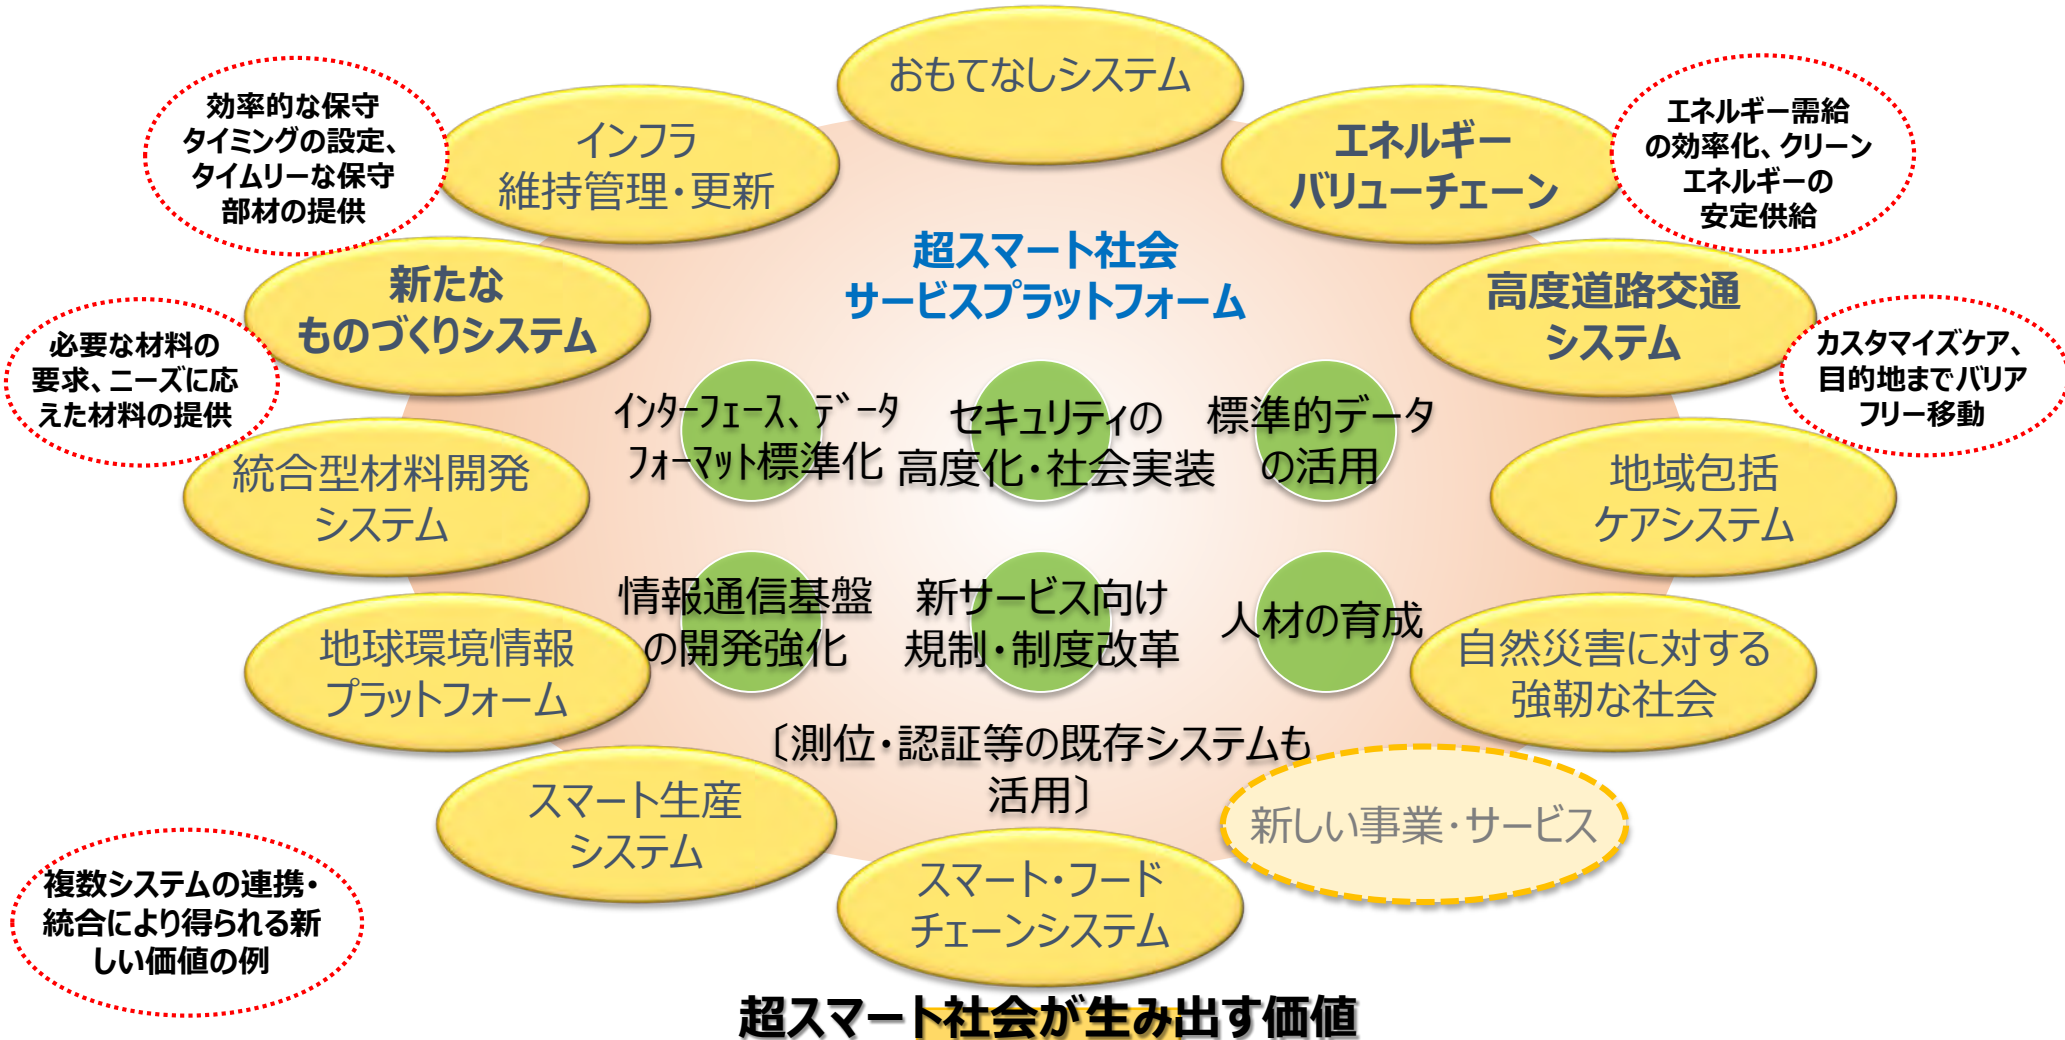 おもてなしシステム
効率的な保守
タイミングの設定、
タイムリーな保守
部材の提供
インフラ
維持管理・更新
エネルギー
バリューチェーン
エネルギー需給
の効率化、クリーン
エネルギーの
安定供給
超スマート社会
サービスプラットフォーム
新たな
ものづくりシステム
高度道路交通
システム
必要な材料の
要求、ニーズに応
えた材料の提供
カスタマイズケア、
目的地までバリア
フリー移動
インターフェース、データ
フォーマット標準化
セキュリティの
高度化・社会実装
標準的データ
の活用
統合型材料開発
システム
地域包括
ケアシステム
情報通信基盤
の開発強化
新サービス向け
規制・制度改革
人材の育成
地球環境情報
プラットフォーム
自然災害に対する
強靭な社会
〔測位・認証等の既存システムも
活用〕
スマート生産
システム
新しい事業・サービス
スマート・フード
チェーンシステム
複数システムの連携・
統合により得られる新
しい価値の例
超スマート社会が生み出す価値